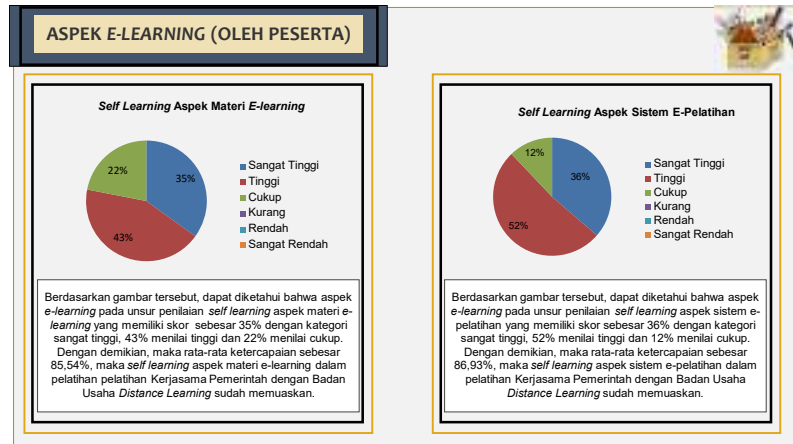 ASPEK E-LEARNING (OLEH PESERTA)
Self Learning Aspek Materi E-learning
35%
43%
22%
Sangat Tinggi
Tinggi
Cukup
Kurang
Rendah
Sangat Rendah
Berdasarkan gambar tersebut, dapat diketahui bahwa aspek
e-learning pada unsur penilaian self learning aspek materi e-
learning yang memiliki skor sebesar 35% dengan kategori
sangat tinggi, 43% menilai tinggi dan 22% menilai cukup.
Dengan demikian, maka rata-rata ketercapaian sebesar
85,54%, maka self learning aspek materi e-learning dalam
pelatihan pelatihan Kerjasama Pemerintah dengan Badan
Usaha Distance Learning sudah memuaskan.
Self Learning Aspek Sistem E-Pelatihan
36%
52%
12%
Sangat Tinggi
Tinggi
Cukup
Kurang
Rendah
Sangat Rendah
Berdasarkan gambar tersebut, dapat diketahui bahwa aspek
e-learning pada unsur penilaian self learning aspek sistem e-
pelatihan yang memiliki skor sebesar 36% dengan kategori
sangat tinggi, 52% menilai tinggi dan 12% menilai cukup.
Dengan demikian, maka rata-rata ketercapaian sebesar
86,93%, maka self learning aspek sistem e-pelatihan dalam
pelatihan Kerjasama Pemerintah dengan Badan Usaha
Distance Learning sudah memuaskan.